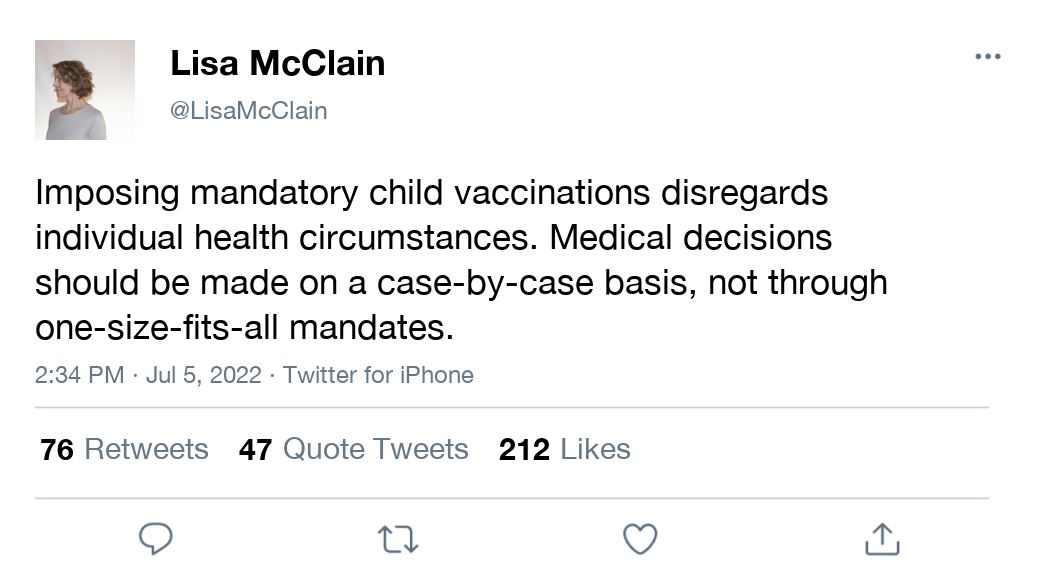 Lisa McClain
@LisaMcClain
Imposing mandatory child vaccinations disregards
individual health circumstances. Medical decisions
should be made on a case-by-case basis, not through
one-size-fits-all mandates.
2:34 PM · Jul 5, 2022 · Twitter for iPhone
76 Retweets 47 Quote Tweets 212 Likes